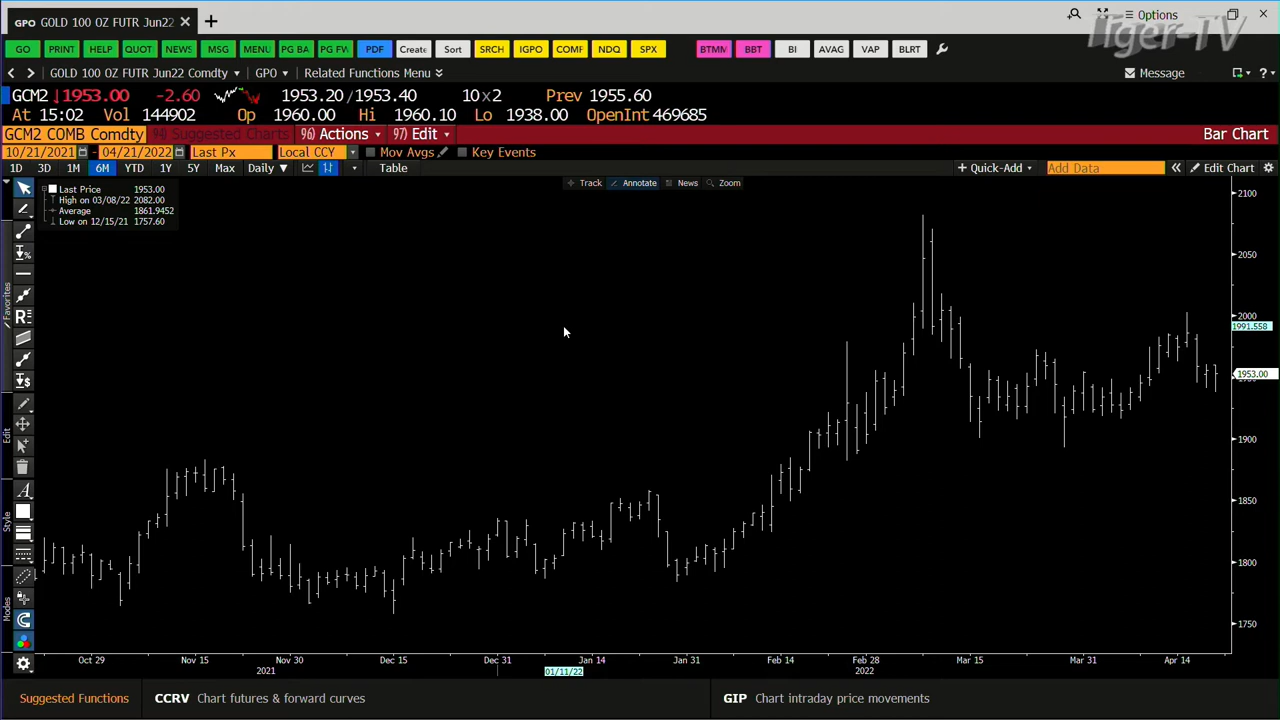 GPO GOLD 100 OZ FUTR Jun22 ✕ +
Options
Tiger-TV
GO PRINT HELP QUOT NEWS MSG MENU PG BA PG FV PDF Create Sort SRCH IGPO COMF NDQ SPX BTMM BBT BI AVAG VAP BLRT
GOLD 100 OZ FUTR Jun22 Comdty GPO Related Functions Menu Message
GCM2 ↓1953.00 -2.60 1953.20/1953.40 10x2 Prev 1955.60
At 15:02 Vol 144902 Op 1960.00 Hi 1960.10 Lo 1938.00 OpenInt 469685
GCM2 COMB Comdty 94) Suggested Charts 96) Actions 97) Edit Bar Chart
10/21/2021 - 04/21/2022 Last Px Local CCY Mov Avgs Key Events
1D 3D 1M 6M YTD 1Y 5Y Max Daily Table + Quick-Add Add Data Edit Chart
Track Annotate News Zoom
Last Price 1953.00
High on 03/08/22 2082.00
Average 1861.9452
Low on 12/15/21 1757.60
Favorites
Edit
Style
Modes
2100
2050
2000
1991.558
1953.00
1900
1850
1800
1750
Oct 29 Nov 15 Nov 30 Dec 15 Dec 31 Jan 14 Jan 31 Feb 14 Feb 28 Mar 15 Mar 31 Apr 14
2021 01/11/22 2022
Suggested Functions CCRV Chart futures & forward curves GIP Chart intraday price movements